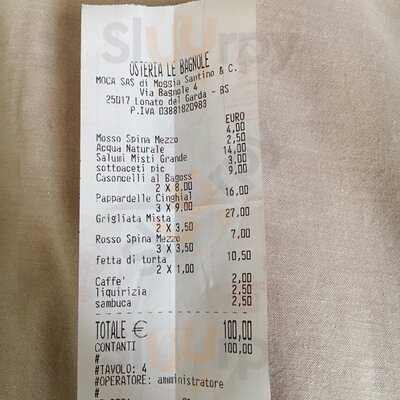 Slurrpy
OSTERIA LE BAGNOLE
MOCA SAS di Moggia Santino & C.
Via Bagnole 4
25017 Lonato del Garda - BS
P.IVA 03881820983
EURO
Mosso Spina Mezzo 4,00
Acqua Naturale 2,50
Salumi Misti Grande 14,00
sottoaceti pic 3,00
Casoncelli al Bagoss 9,00
2 X 8,00
Pappardelle Cinghial 16,00
3 X 9,00
Grigliata Mista 27,00
2 X 3,50
Rosso Spina Mezzo 7,00
3 X 3,50
fetta di torta 10,50
2 X 1,00
Caffe' 2,00
liquirizia 2,50
sambuca 2,50
TOTALE € 100,00
CONTANTI 100,00
#
#TAVOLO: 4
#OPERATORE: amministratore
#